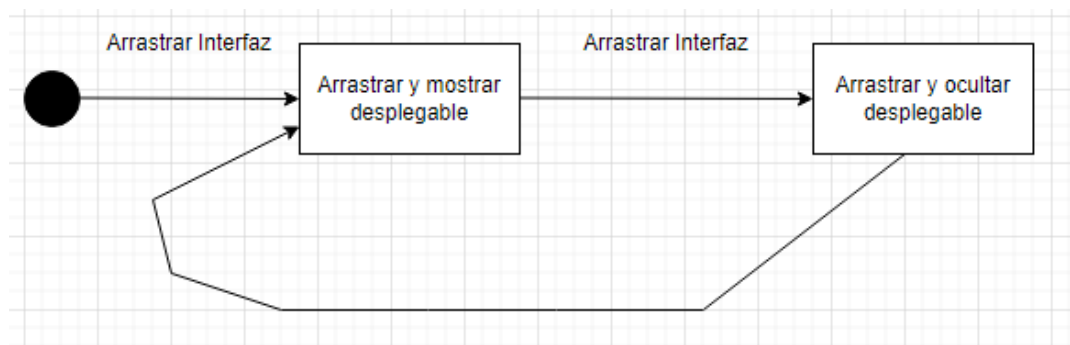 Arrastrar Interfaz
Arrastrar Interfaz
Arrastrar y mostrar
desplegable
Arrastrar y ocultar
desplegable